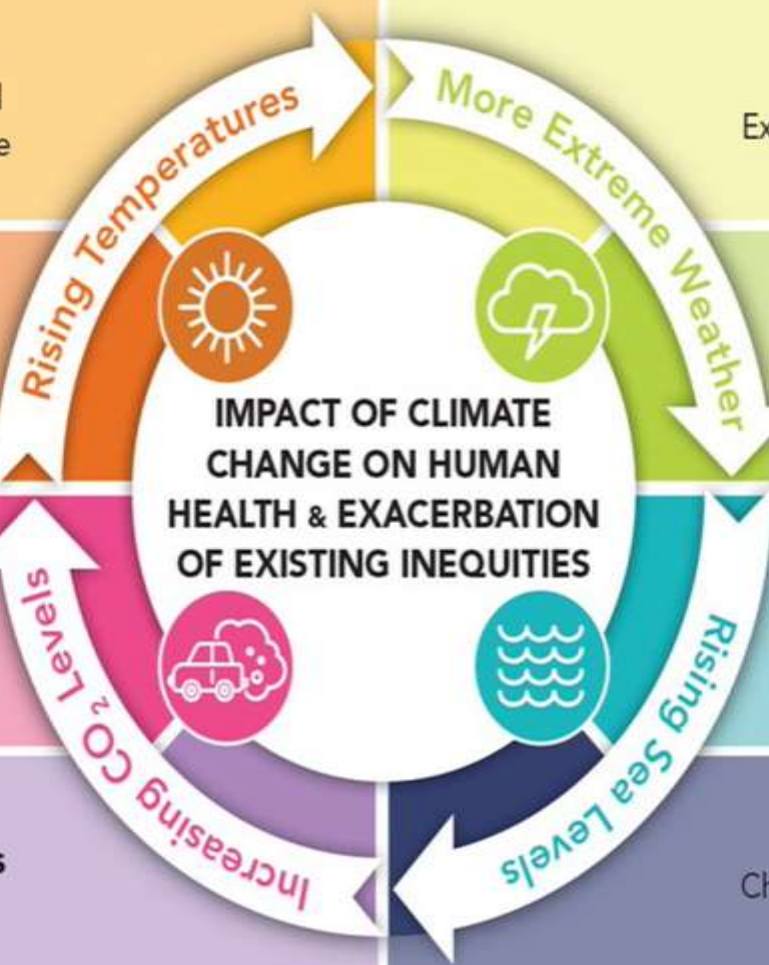 Rising Temperatures
More Extreme Weather
IMPACT OF CLIMATE
CHANGE ON HUMAN
HEALTH & EXACERBATION
OF EXISTING INEQUITIES
Rising Sea Levels
Increasing CO₂ Levels